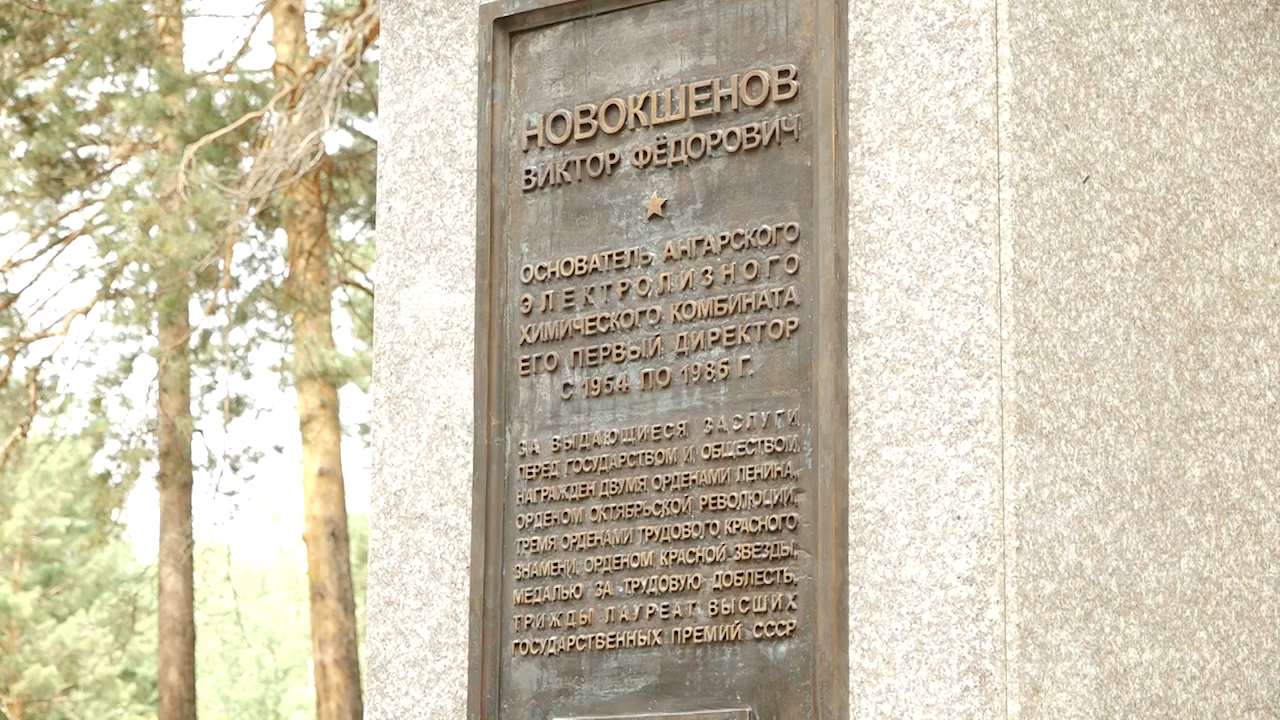 НОВОКШЕНОВ
ВИКТОР ФЁДОРОВИЧ
ОСНОВАТЕЛЬ АНГАРСКОГО
ЭЛЕКТРОЛИЗНОГО
ХИМИЧЕСКОГО КОМБИНАТА
ЕГО ПЕРВЫЙ ДИРЕКТОР
С 1954 ПО 1986 Г.
ЗА ВЫДАЮЩИЕСЯ ЗАСЛУГИ
ПЕРЕД ГОСУДАРСТВОМ И ОБЩЕСТВОМ,
НАГРАЖДЕН ДВУМЯ ОРДЕНАМИ ЛЕНИНА,
ОРДЕНОМ ОКТЯБРЬСКОЙ РЕВОЛЮЦИИ,
ТРЕМЯ ОРДЕНАМИ ТРУДОВОГО КРАСНОГО
ЗНАМЕНИ, ОРДЕНОМ КРАСНОЙ ЗВЕЗДЫ,
МЕДАЛЬЮ ЗА ТРУДОВУЮ ДОБЛЕСТЬ,
ТРИЖДЫ ЛАУРЕАТ ВЫСШИХ
ГОСУДАРСТВЕННЫХ ПРЕМИЙ СССР